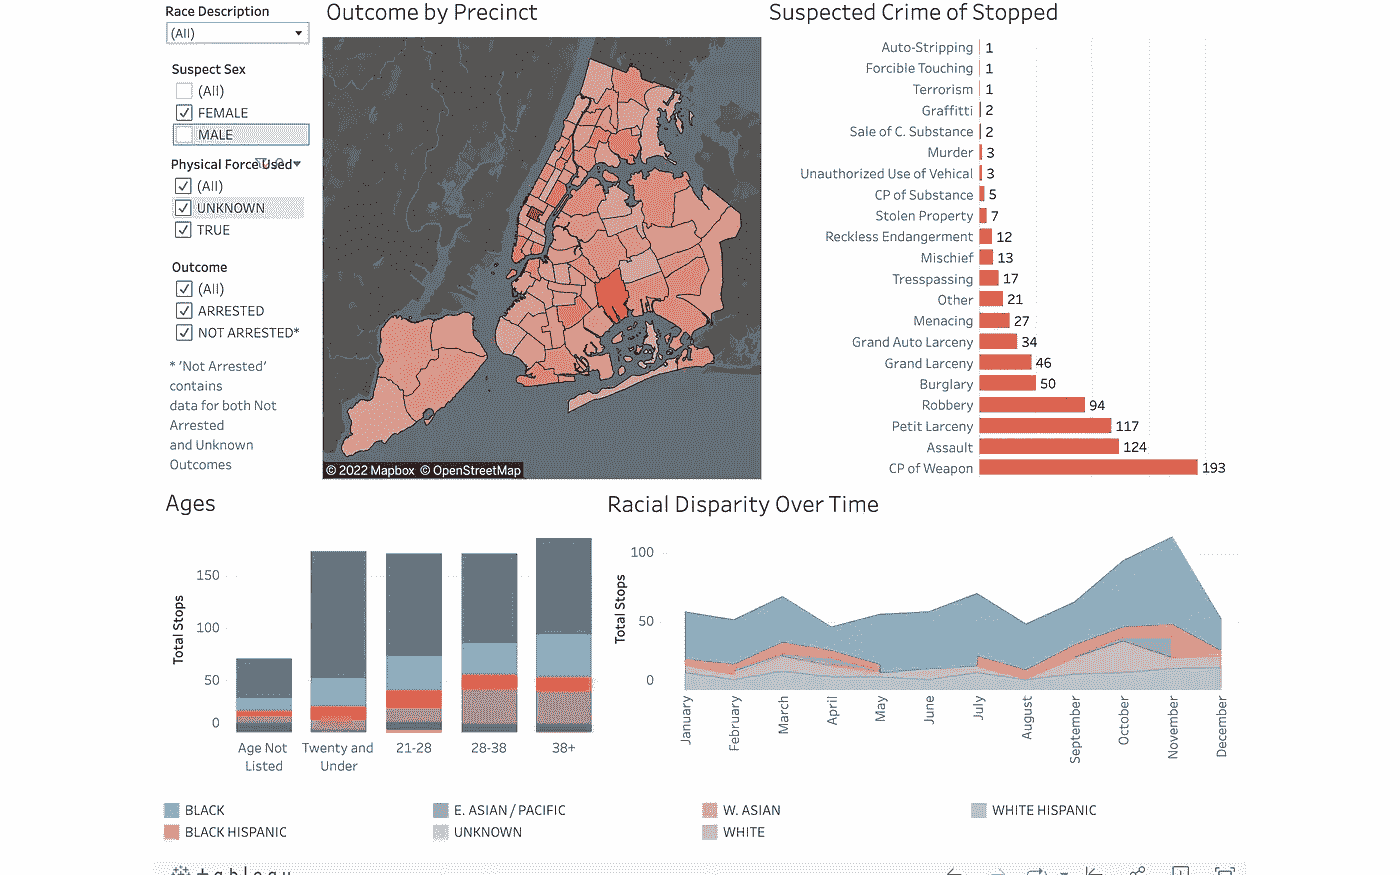 Race Description
(All)
Suspect Sex
(All)
FEMALE
MALE
Physical Force Used
(All)
UNKNOWN
TRUE
Outcome
(All)
ARRESTED
NOT ARRESTED*
* 'Not Arrested'
contains
data for both Not
Arrested
and Unknown
Outcomes
Outcome by Precinct
© 2022 Mapbox © OpenStreetMap
Suspected Crime of Stopped
Auto-Stripping 1
Forcible Touching 1
Terrorism 1
Graffitti 2
Sale of C. Substance 2
Murder 3
Unauthorized Use of Vehical 3
CP of Substance 5
Stolen Property 7
Reckless Endangerment 12
Mischief 13
Tresspassing 17
Other 21
Menacing 27
Grand Auto Larceny 34
Grand Larceny 46
Burglary 50
Robbery 94
Petit Larceny 117
Assault 124
CP of Weapon 193
Ages
Total Stops
150
100
50
0
Age Not
Listed
Twenty and
Under
21-28
28-38
38+
Racial Disparity Over Time
Total Stops
100
50
0
January
February
March
April
May
June
July
August
September
October
November
December
BLACK
E. ASIAN / PACIFIC
W. ASIAN
WHITE HISPANIC
BLACK HISPANIC
UNKNOWN
WHITE